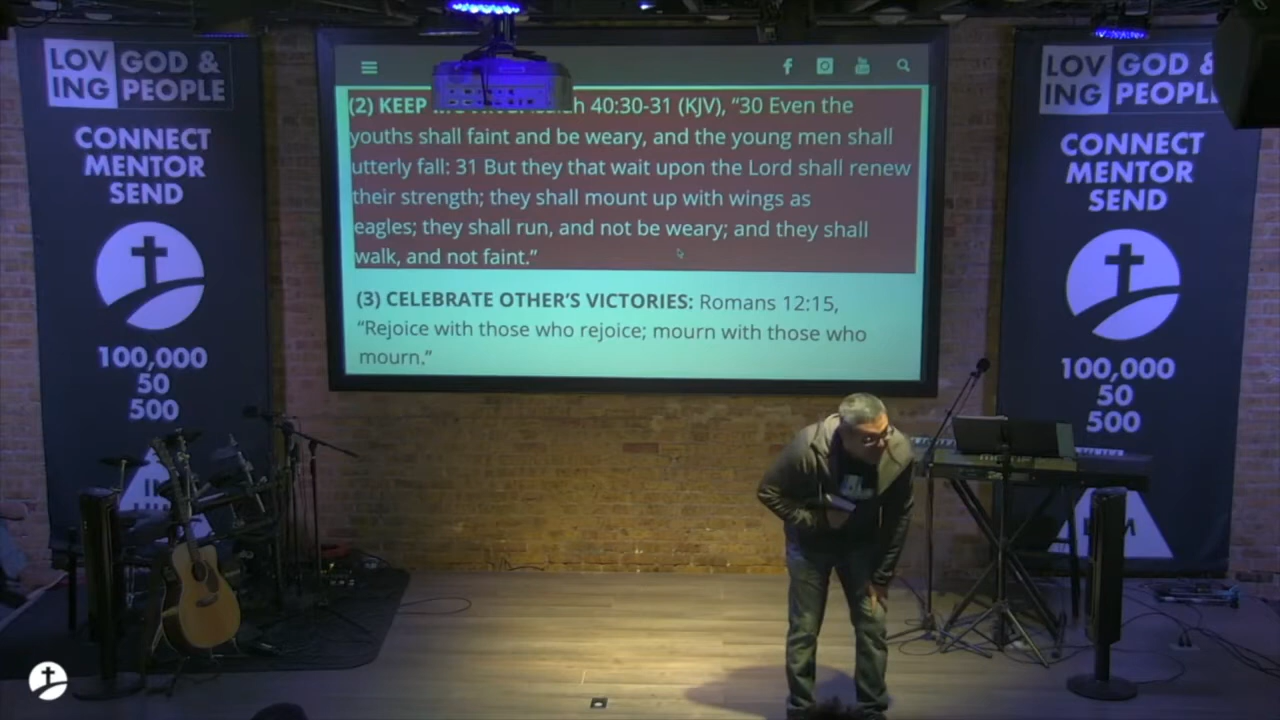 LOV
ING
GOD &
PEOPLE
CONNECT
MENTOR
SEND
100,000
50
500
(2) KEEP
40:30-31 (KJV), “30 Even the
youths shall faint and be weary, and the young men shall
utterly fall: 31 But they that wait upon the Lord shall renew
their strength; they shall mount up with wings as
eagles; they shall run, and not be weary; and they shall
walk, and not faint.”
(3) CELEBRATE OTHER’S VICTORIES: Romans 12:15,
“Rejoice with those who rejoice; mourn with those who
mourn.”
LOV
ING
GOD &
PEOPL
CONNECT
MENTOR
SEND
100,000
50
500